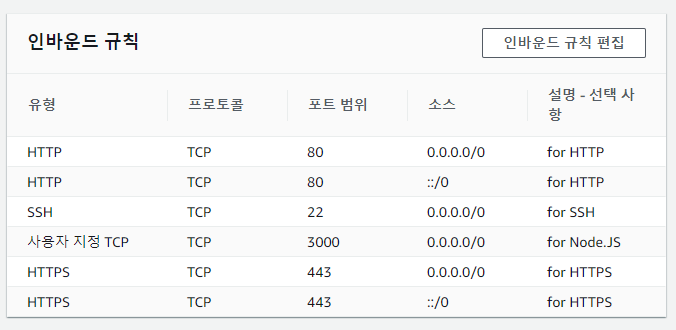 인바운드 규칙
인바운드 규칙 편집
유형 프로토콜 포트 범위 소스 설명 - 선택 사
항
HTTP TCP 80 0.0.0.0/0 for HTTP
HTTP TCP 80 ::/0 for HTTP
SSH TCP 22 0.0.0.0/0 for SSH
사용자 지정 TCP TCP 3000 0.0.0.0/0 for Node.JS
HTTPS TCP 443 0.0.0.0/0 for HTTPS
HTTPS TCP 443 ::/0 for HTTPS